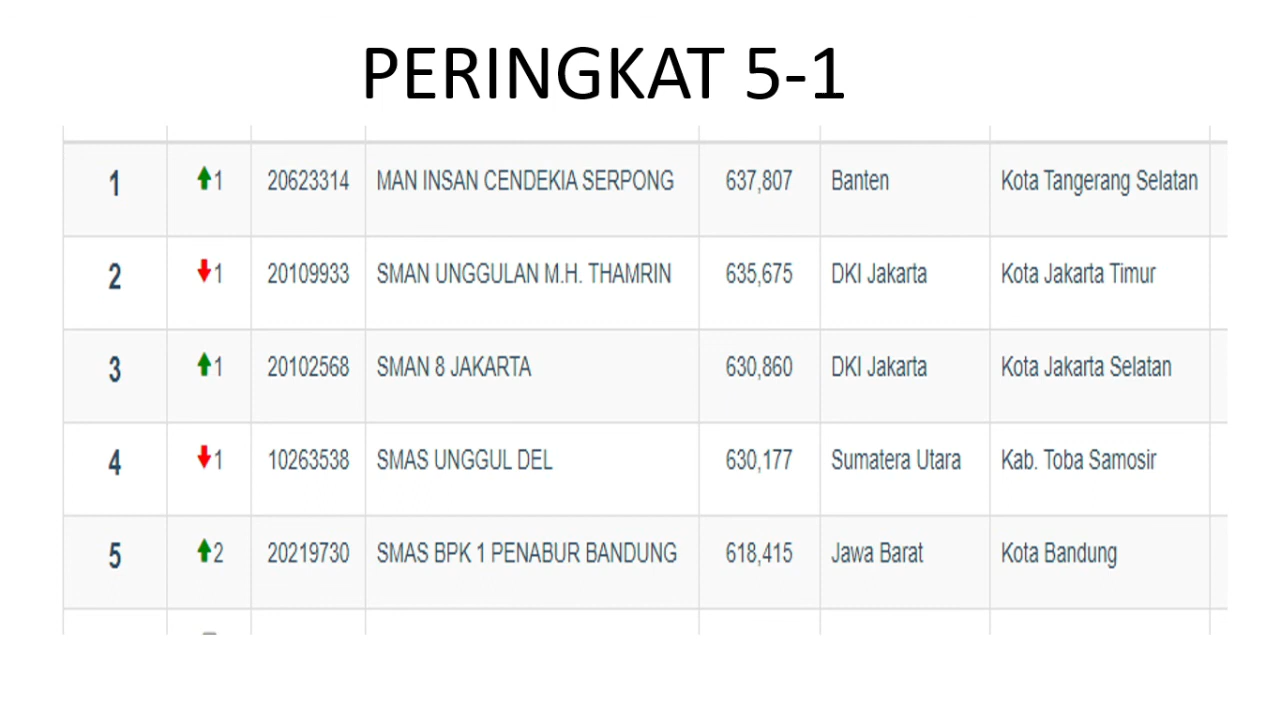 PERINGKAT 5-1
1 1 20623314 MAN INSAN CENDEKIA SERPONG 637,807 Banten Kota Tangerang Selatan
2 1 20109933 SMAN UNGGULAN M.H. THAMRIN 635,675 DKI Jakarta Kota Jakarta Timur
3 1 20102568 SMAN 8 JAKARTA 630,860 DKI Jakarta Kota Jakarta Selatan
4 1 10263538 SMAS UNGGUL DEL 630,177 Sumatera Utara Kab. Toba Samosir
5 2 20219730 SMAS BPK 1 PENABUR BANDUNG 618,415 Jawa Barat Kota Bandung